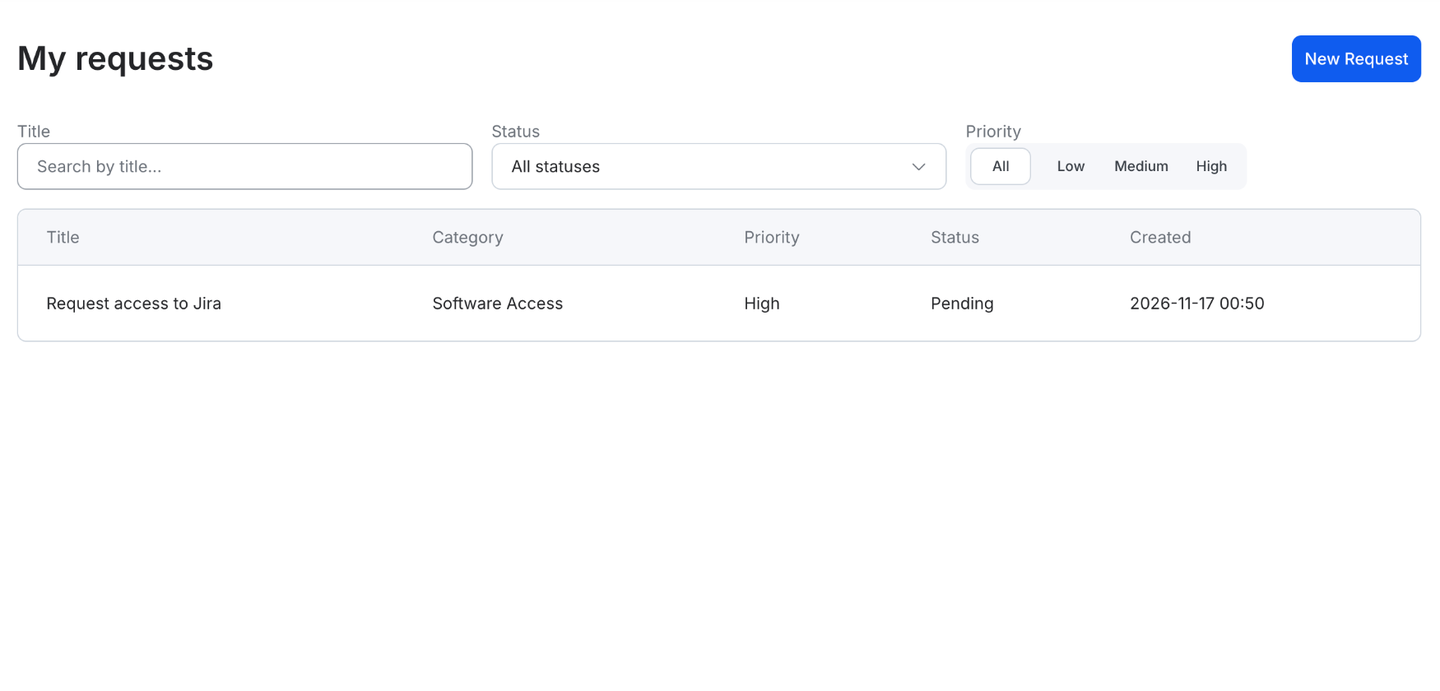 My requests
New Request
Title
Status
Priority
Search by title...
All statuses
All Low Medium High
Title Category Priority Status Created
Request access to Jira Software Access High Pending 2026-11-17 00:50